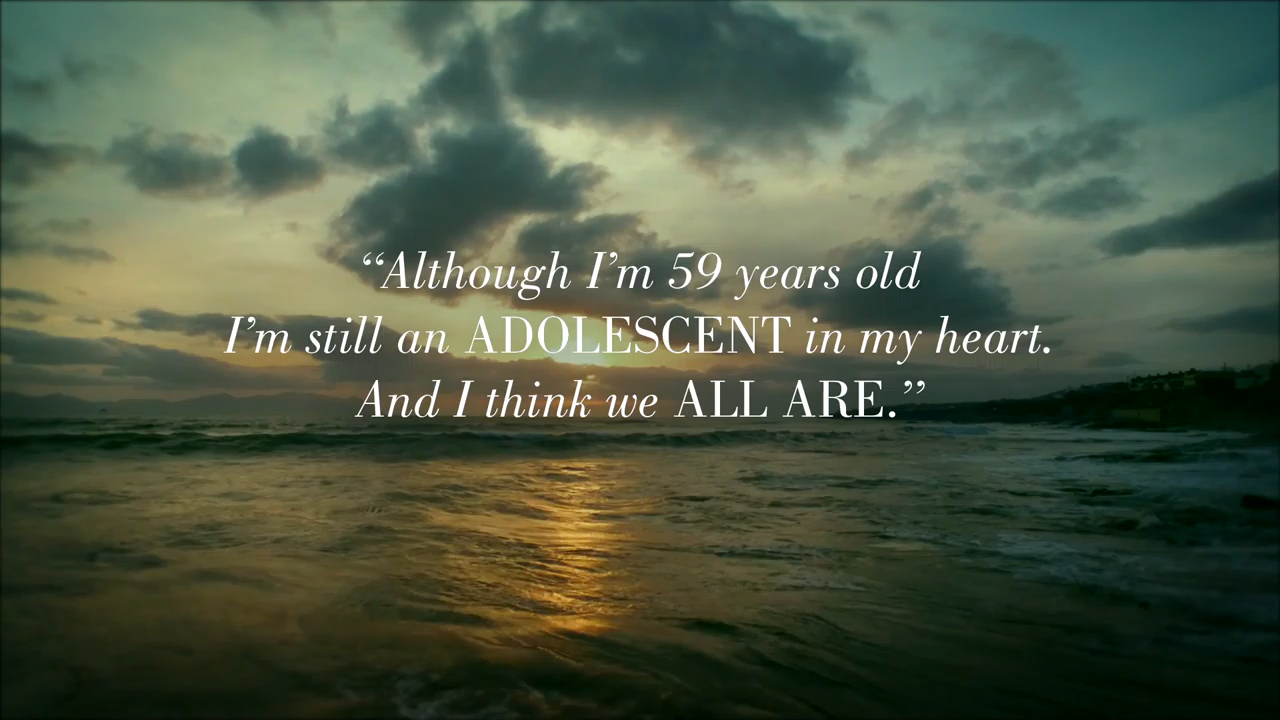 “Although I’m 59 years old
I’m still an ADOLESCENT in my heart.
And I think we ALL ARE.”